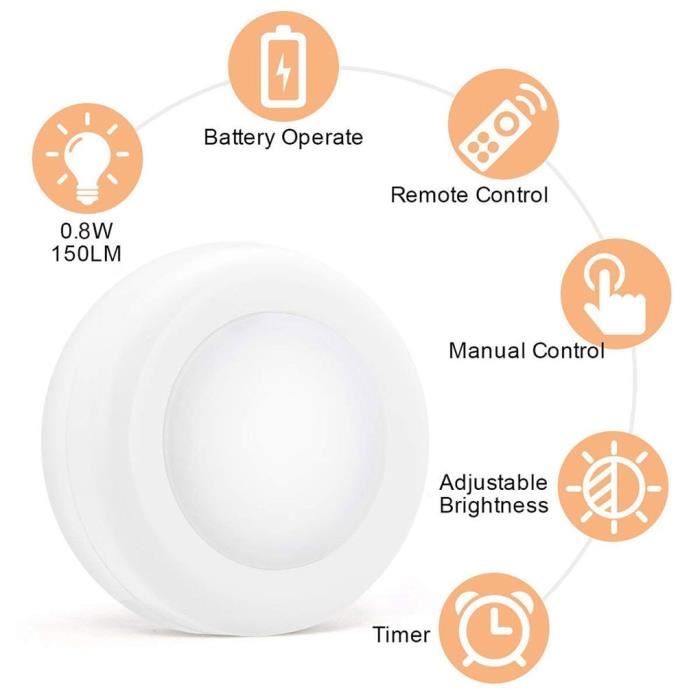 Battery Operate
Remote Control
0.8W
150LM
Manual Control
Adjustable
Brightness
Timer